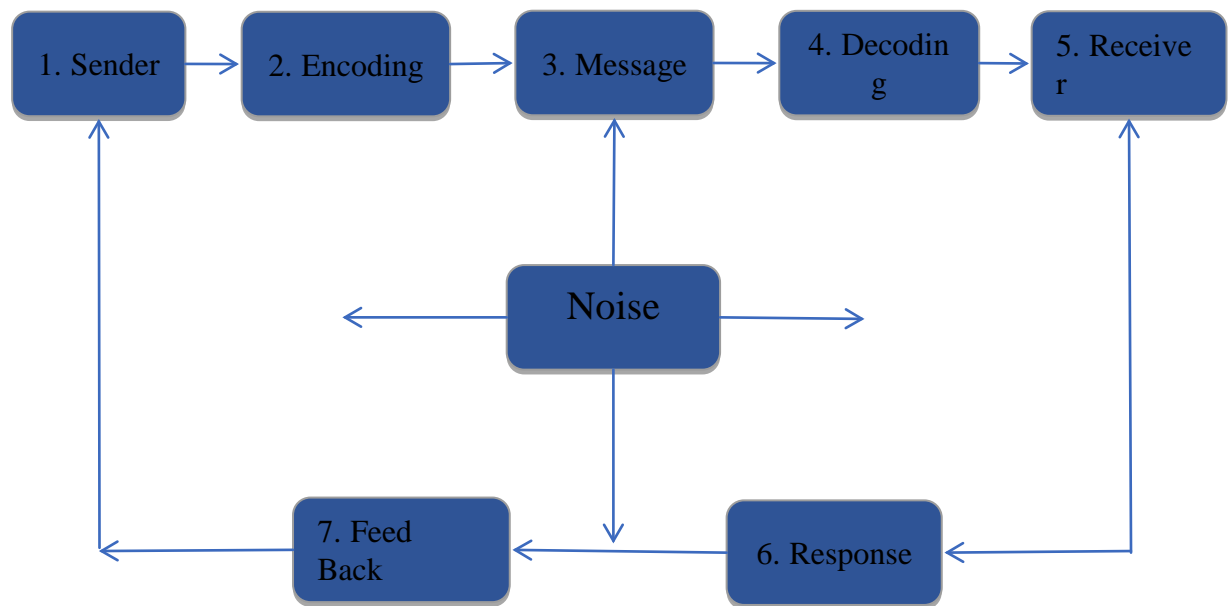 1. Sender
2. Encoding
3. Message
4. Decodin
g
5. Receive
r
Noise
7. Feed
Back
6. Response